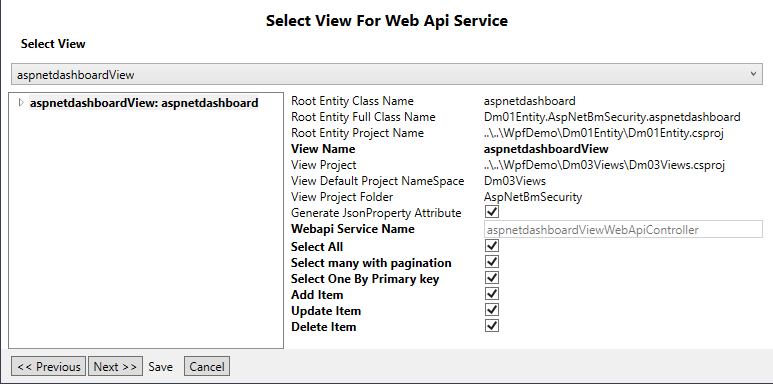 Select View For Web Api Service
Select View
aspnetdashboardView
aspnetdashboardView: aspnetdashboard
Root Entity Class Name aspnetdashboard
Root Entity Full Class Name Dm01Entity.AspNetBmSecurity.aspnetdashboard
Root Entity Project Name ..\..\WpfDemo\Dm01Entity\Dm01Entity.csproj
View Name aspnetdashboardView
View Project ..\..\WpfDemo\Dm03Views\Dm03Views.csproj
View Default Project NameSpace Dm03Views
View Project Folder AspNetBmSecurity
Generate JsonProperty Attribute
Webapi Service Name aspnetdashboardViewWebApiController
Select All
Select many with pagination
Select One By Primary key
Add Item
Update Item
Delete Item
<< Previous Next >> Save Cancel